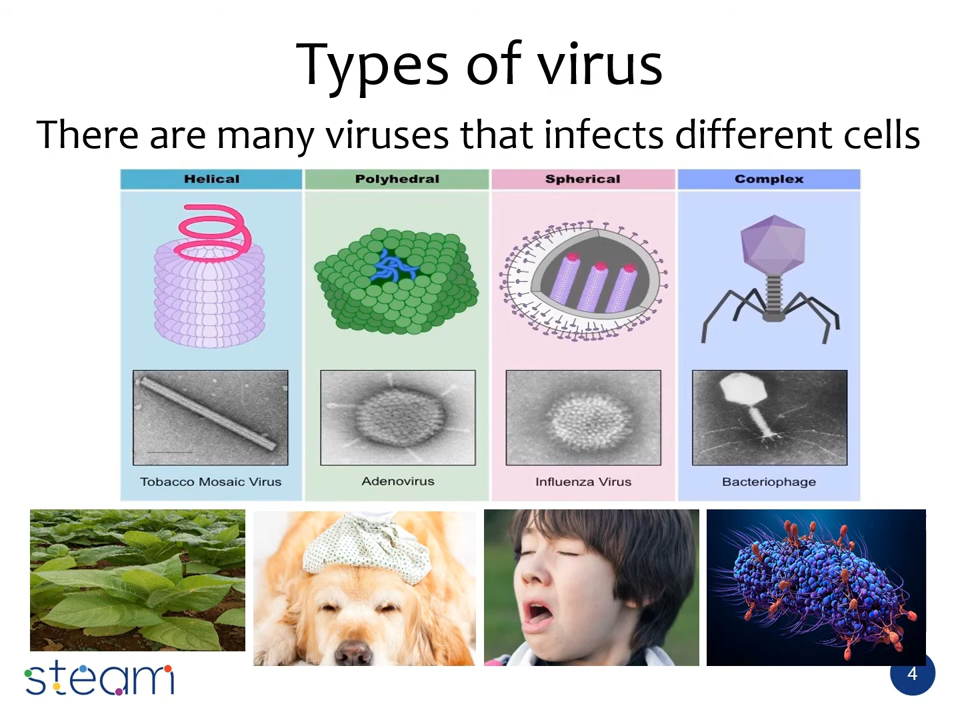 Types of virus
There are many viruses that infects different cells
Helical Polyhedral Spherical Complex
Tobacco Mosaic Virus Adenovirus Influenza Virus Bacteriophage
steam 4